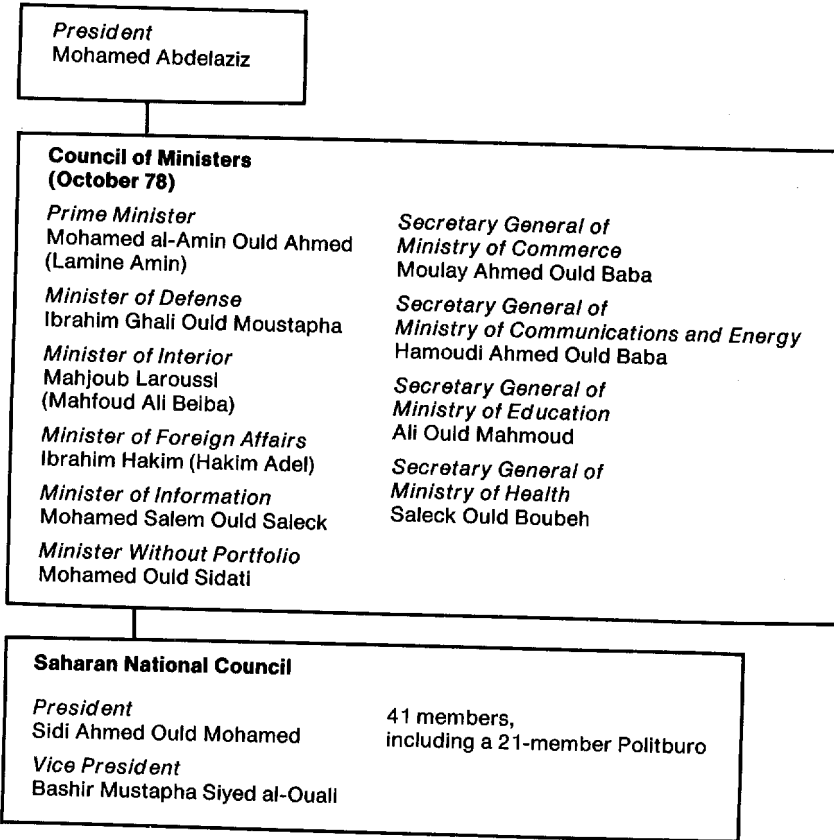 President
Mohamed Abdelaziz
Council of Ministers
(October 78)
Prime Minister
Mohamed al-Amin Ould Ahmed
(Lamine Amin)
Minister of Defense
Ibrahim Ghali Ould Moustapha
Minister of Interior
Mahjoub Laroussi
(Mahfoud Ali Beiba)
Minister of Foreign Affairs
Ibrahim Hakim (Hakim Adel)
Minister of Information
Mohamed Salem Ould Saleck
Minister Without Portfolio
Mohamed Ould Sidati
Secretary General of
Ministry of Commerce
Moulay Ahmed Ould Baba
Secretary General of
Ministry of Communications and Energy
Hamoudi Ahmed Ould Baba
Secretary General of
Ministry of Education
Ali Ould Mahmoud
Secretary General of
Ministry of Health
Saleck Ould Boubeh
Saharan National Council
President
Sidi Ahmed Ould Mohamed
Vice President
Bashir Mustapha Siyed al-Ouali
41 members,
including a 21-member Politburo